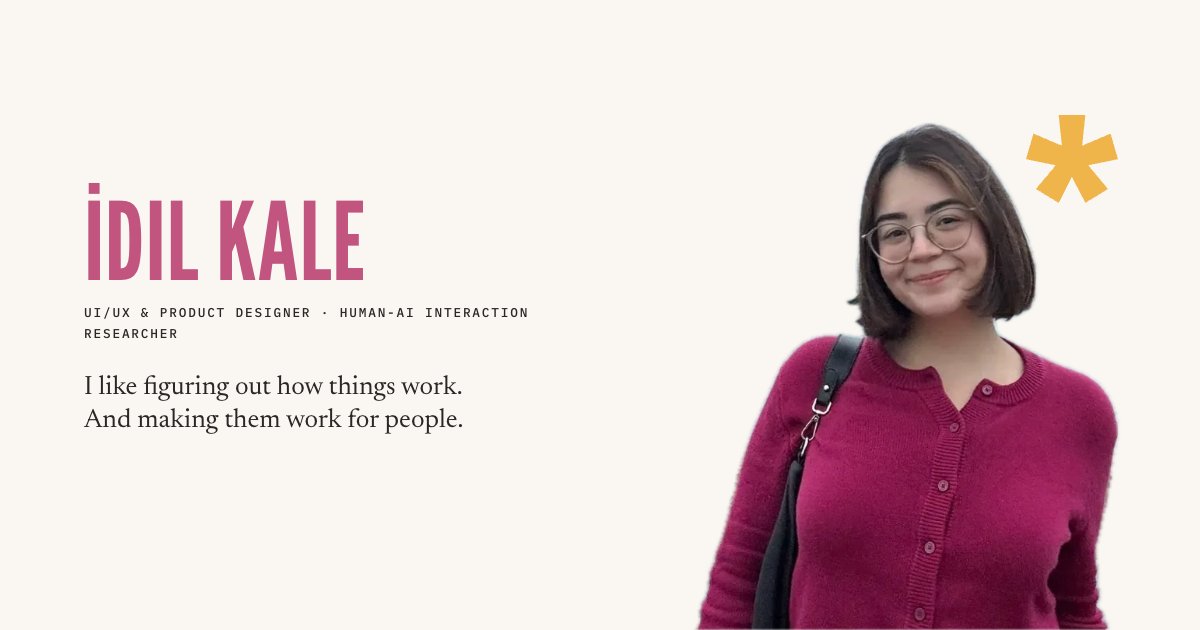 İDIL KALE
UI/UX & PRODUCT DESIGNER · HUMAN-AI INTERACTION
RESEARCHER
I like figuring out how things work.
And making them work for people.